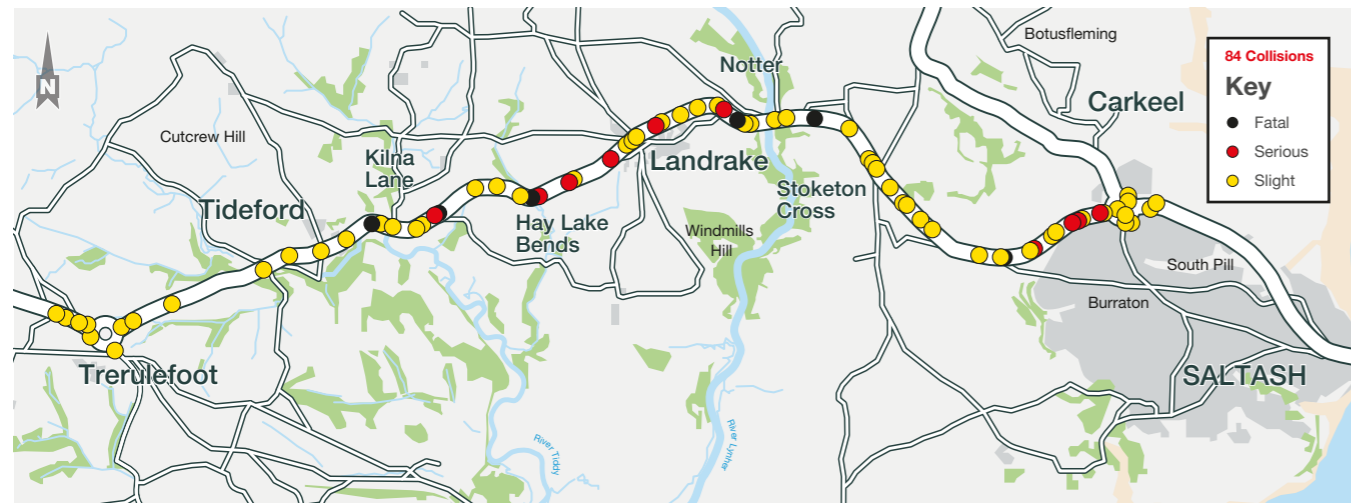 Botusfleming
84 Collisions
Key
Fatal
Serious
Slight
N
Notter
Carkeel
Cutcrew Hill
Kilna
Lane
Landrake
Tideford
Stoketon
Cross
Hay Lake
Bends
Windmills
Hill
South Pill
Burraton
Trerulefoot
SALTASH
River Tiddy
River Lynher